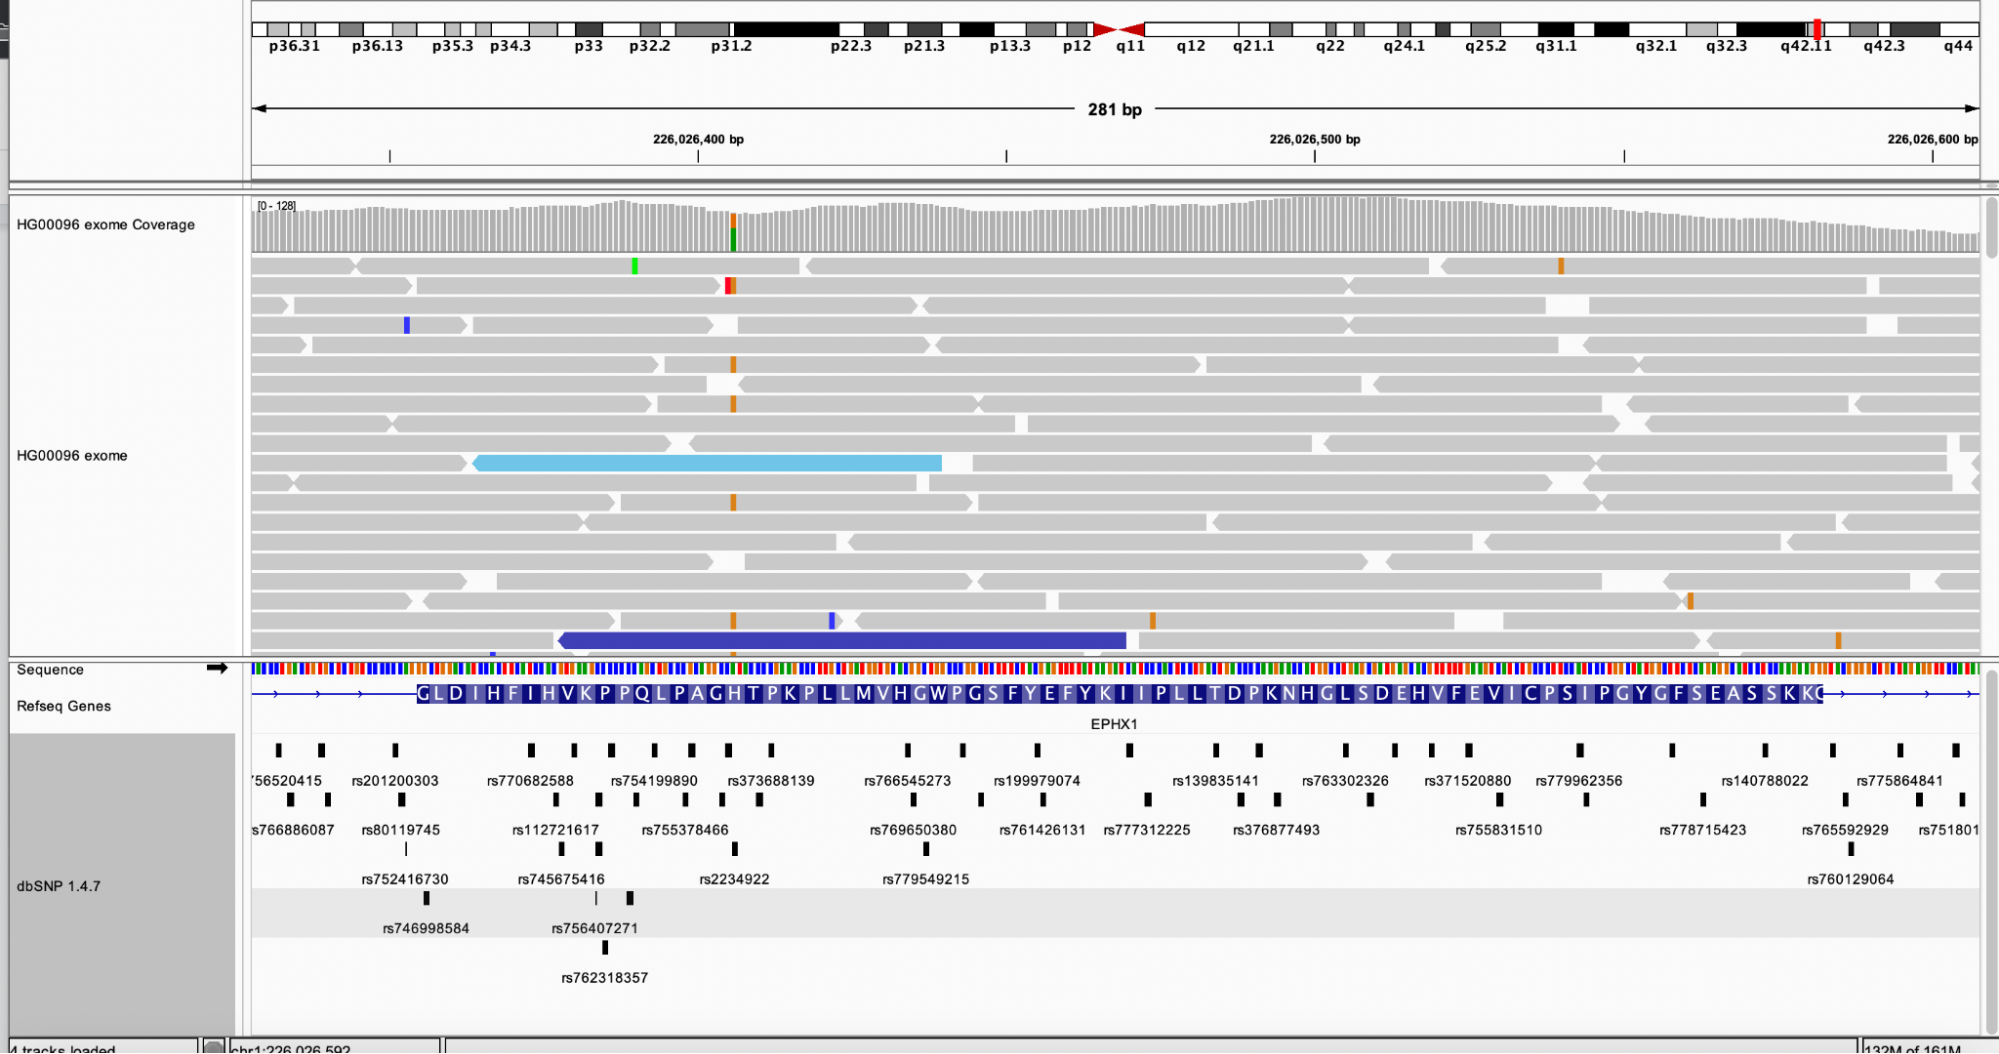 p36.31 p36.13 p35.3 p34.3 p33 p32.2 p31.2 p22.3 p21.3 p13.3 p12 q11 q12 q21.1 q22 q24.1 q25.2 q31.1 q32.1 q32.3 q42.11 q42.3 q44
281 bp
226,026,400 bp 226,026,500 bp 226,026,600 bp
[0 - 128]
HG00096 exome Coverage
HG00096 exome
Sequence
GLDIHFIHVKPPQLPAGHTPKPLLMVHGWPGSFYEFYKIIPLLTDPKNHGLSDEHVFEVICPSIPGYGFSEASSKKG
Refseq Genes
EPHX1
756520415 rs201200303 rs770682588 rs754199890 rs373688139 rs766545273 rs199979074 rs139835141 rs763302326 rs371520880 rs779962356 rs140788022 rs775864841
s766886087 rs80119745 rs112721617 rs755378466 rs769650380 rs761426131 rs777312225 rs376877493 rs755831510 rs778715423 rs765592929 rs751801
dbSNP 1.4.7
rs752416730 rs745675416 rs2234922 rs779549215 rs760129064
rs746998584 rs756407271
rs762318357
4 tracks loaded chr1:226,026,592 132M of 161M